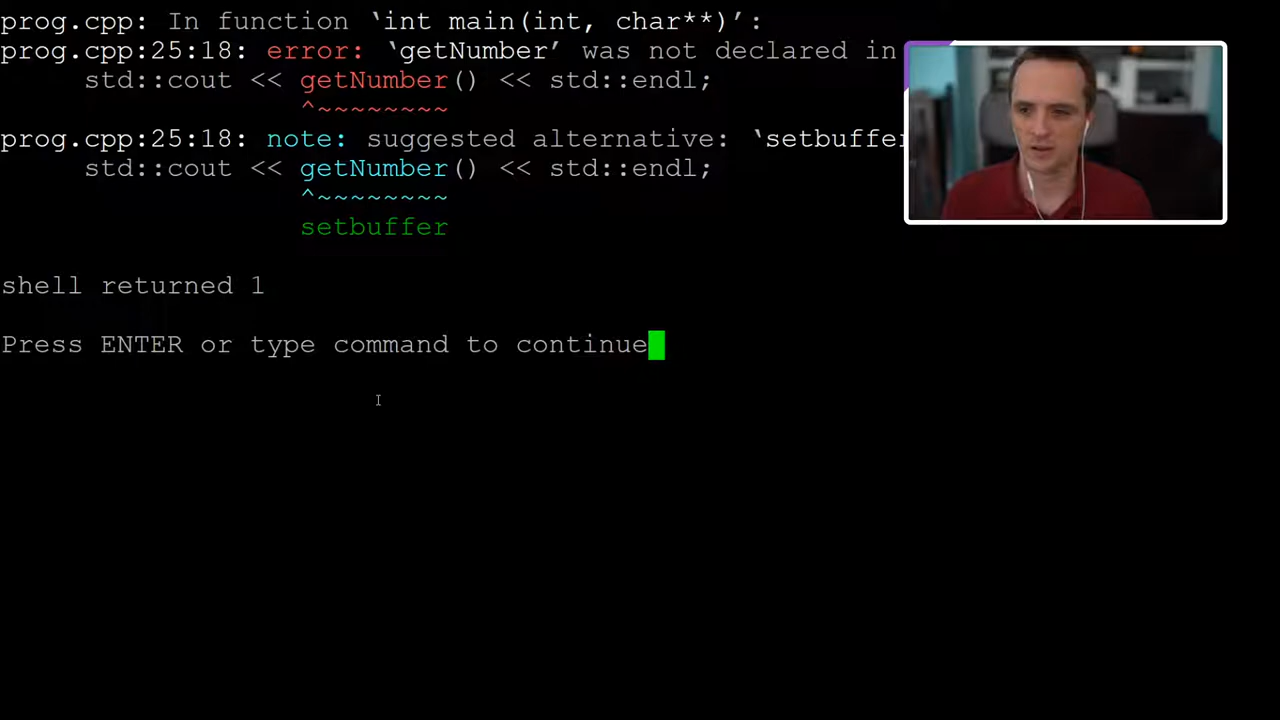 prog.cpp: In function ‘int main(int, char**)’:
prog.cpp:25:18: error: ‘getNumber’ was not declared in
std::cout << getNumber() << std::endl;
^~~~~~~~~
prog.cpp:25:18: note: suggested alternative: ‘setbuffer
std::cout << getNumber() << std::endl;
^~~~~~~~~
setbuffer
shell returned 1
Press ENTER or type command to continue